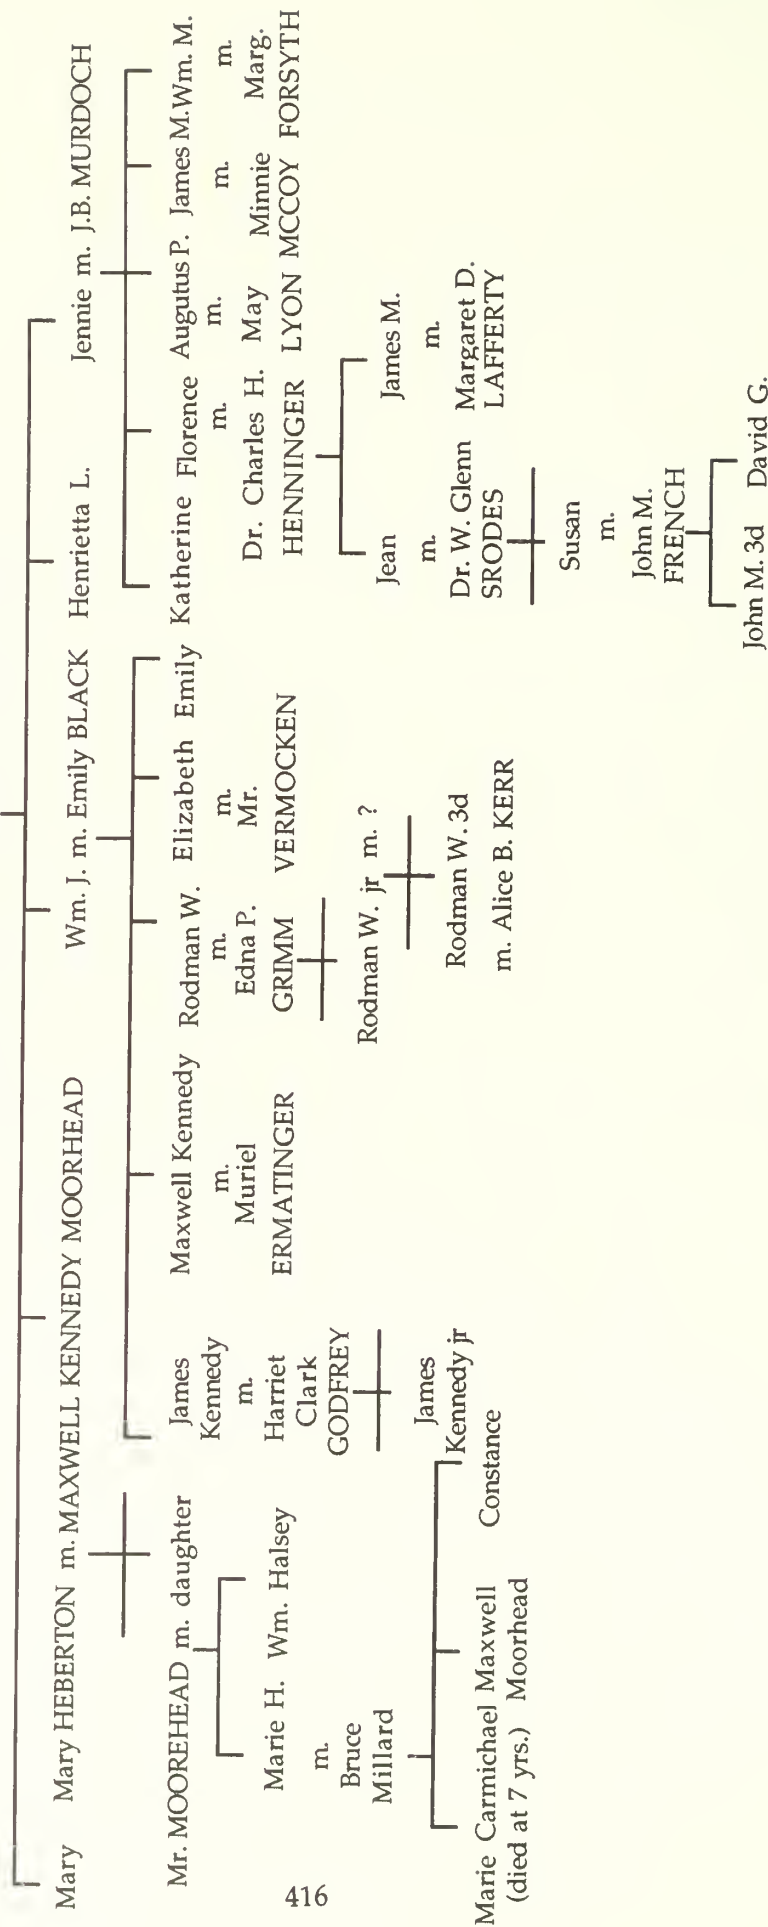 Mary
Mary HEBERTON m. MAXWELL KENNEDY MOORHEAD
Wm. J. m. Emily BLACK
Henrietta L.
Jennie m. J.B. MURDOCH
Mr. MOOREHEAD m. daughter
Marie H. Wm. Halsey
m.
Bruce
Millard
Marie Carmichael Maxwell
(died at 7 yrs.) Moorhead
Constance
James
Kennedy
m.
Harriet
Clark
GODFREY
James
Kennedy jr
Maxwell Kennedy
m.
Muriel
ERMATINGER
Rodman W.
m.
Edna P.
GRIMM
Rodman W. jr m. ?
Rodman W. 3d
m. Alice B. KERR
Elizabeth
m.
Mr.
VERMOCKEN
Emily
Katherine
Florence
m.
Dr. Charles H.
HENNINGER
Jean
m.
Dr. W. Glenn
SRODES
Susan
m.
John M.
FRENCH
John M. 3d David G.
James M.
m.
Margaret D.
LAFFERTY
Augutus P.
m.
May
LYON
James M.
m.
Minnie
MCCOY
Wm. M.
m.
Marg.
FORSYTH
416